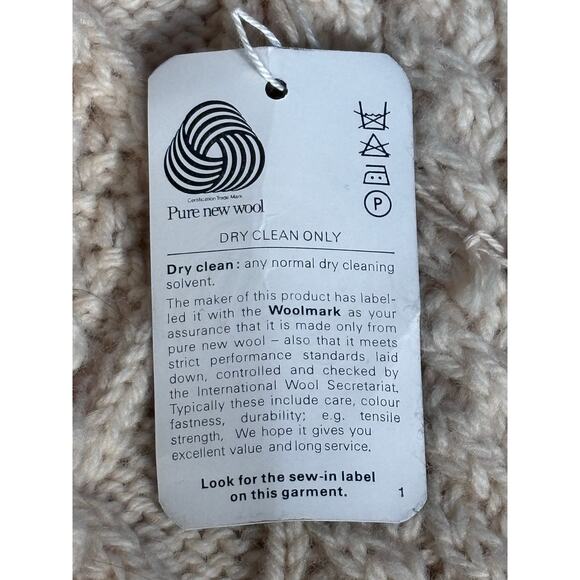 Certification Trade Mark
Pure new wool
P
DRY CLEAN ONLY
Dry clean: any normal dry cleaning
solvent.
The maker of this product has label-
led it with the Woolmark as your
assurance that it is made only from
pure new wool – also that it meets
strict performance standards laid
down, controlled and checked by
the International Wool Secretariat.
Typically these include care, colour
fastness, durability; e.g. tensile
strength, We hope it gives you
excellent value and long service.
Look for the sew-in label
on this garment.
1